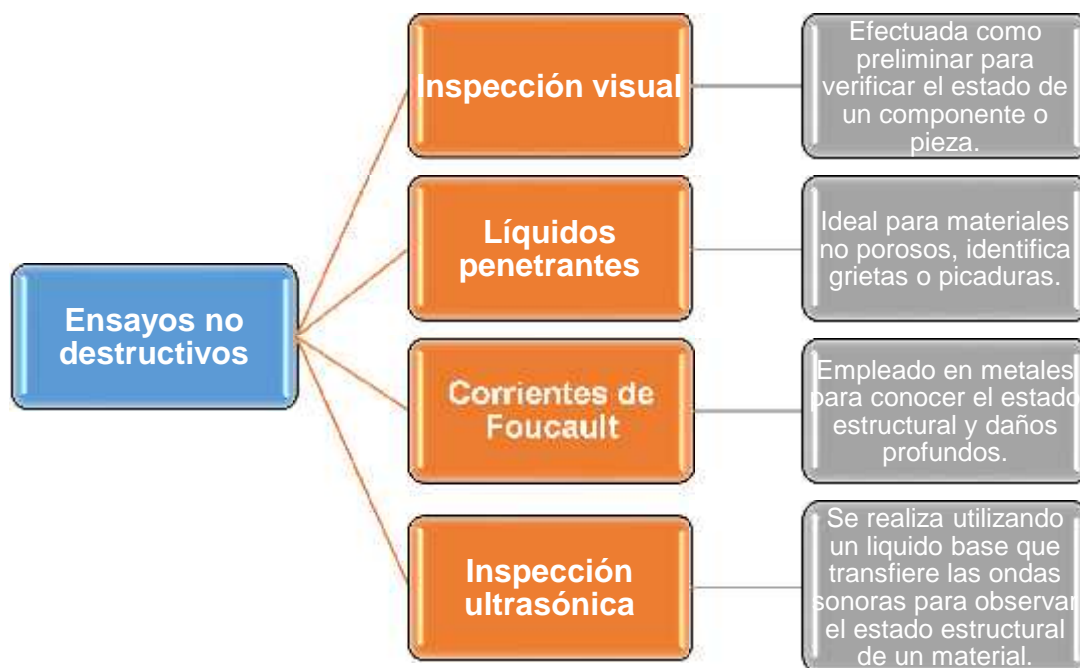 Ensayos no
destructivos
Inspección visual
Efectuada como
preliminar para
verificar el estado de
un componente o
pieza.
Líquidos
penetrantes
Ideal para materiales
no porosos, identifica
grietas o picaduras.
Corrientes de
Foucault
Empleado en metales
para conocer el estado
estructural y daños
profundos.
Inspección
ultrasónica
Se realiza utilizando
un liquido base que
transfiere las ondas
sonoras para observar
el estado estructural
de un material.